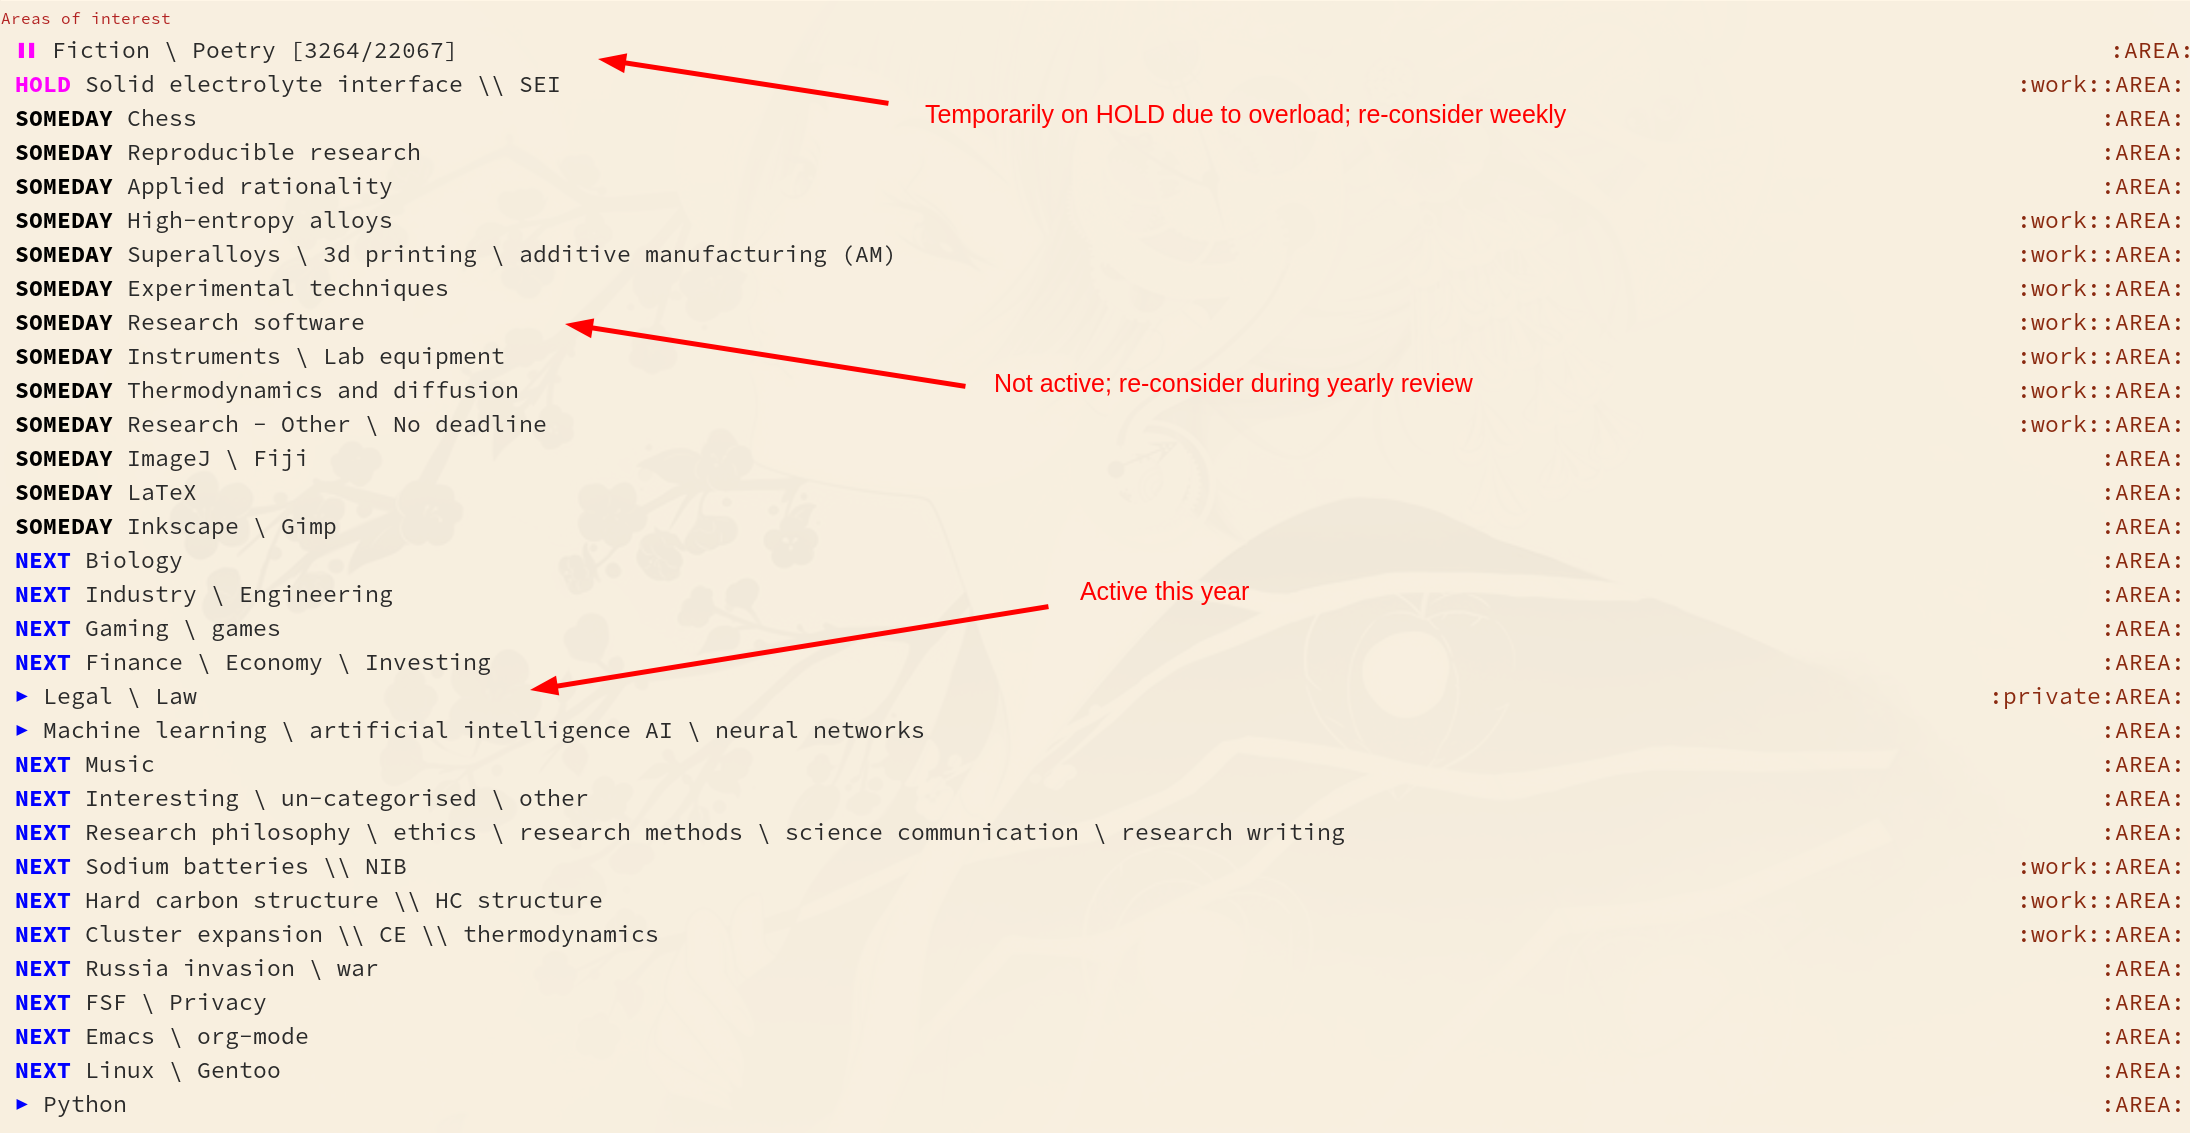 Areas of interest
Fiction \ Poetry [3264/22067] :AREA:
HOLD Solid electrolyte interface \\ SEI :work::AREA:
Temporarily on HOLD due to overload; re-consider weekly
SOMEDAY Chess :AREA:
SOMEDAY Reproducible research :AREA:
SOMEDAY Applied rationality :AREA:
SOMEDAY High-entropy alloys :work::AREA:
SOMEDAY Superalloys \ 3d printing \ additive manufacturing (AM) :work::AREA:
SOMEDAY Experimental techniques :work::AREA:
SOMEDAY Research software :work::AREA:
SOMEDAY Instruments \ Lab equipment :work::AREA:
Not active; re-consider during yearly review
SOMEDAY Thermodynamics and diffusion :work::AREA:
SOMEDAY Research - Other \ No deadline :work::AREA:
SOMEDAY ImageJ \ Fiji :AREA:
SOMEDAY LaTeX :AREA:
SOMEDAY Inkscape \ Gimp :AREA:
NEXT Biology :AREA:
Active this year
NEXT Industry \ Engineering :AREA:
NEXT Gaming \ games :AREA:
NEXT Finance \ Economy \ Investing :AREA:
► Legal \ Law :private:AREA:
► Machine learning \ artificial intelligence AI \ neural networks :AREA:
NEXT Music :AREA:
NEXT Interesting \ un-categorised \ other :AREA:
NEXT Research philosophy \ ethics \ research methods \ science communication \ research writing :AREA:
NEXT Sodium batteries \\ NIB :work::AREA:
NEXT Hard carbon structure \\ HC structure :work::AREA:
NEXT Cluster expansion \\ CE \\ thermodynamics :work::AREA:
NEXT Russia invasion \ war :AREA:
NEXT FSF \ Privacy :AREA:
NEXT Emacs \ org-mode :AREA:
NEXT Linux \ Gentoo :AREA:
► Python :AREA: